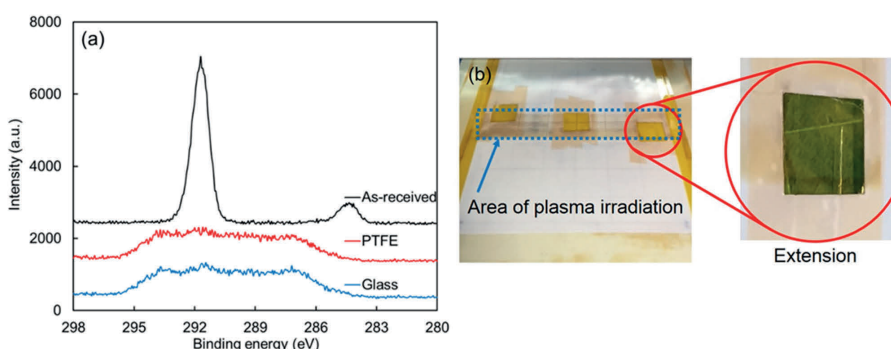 (a)
8000
6000
4000
2000
0
Intensity (a.u.)
As-received
PTFE
Glass
298
295
292
289
286
283
280
Binding energy (eV)
(b)
Area of plasma irradiation
Extension